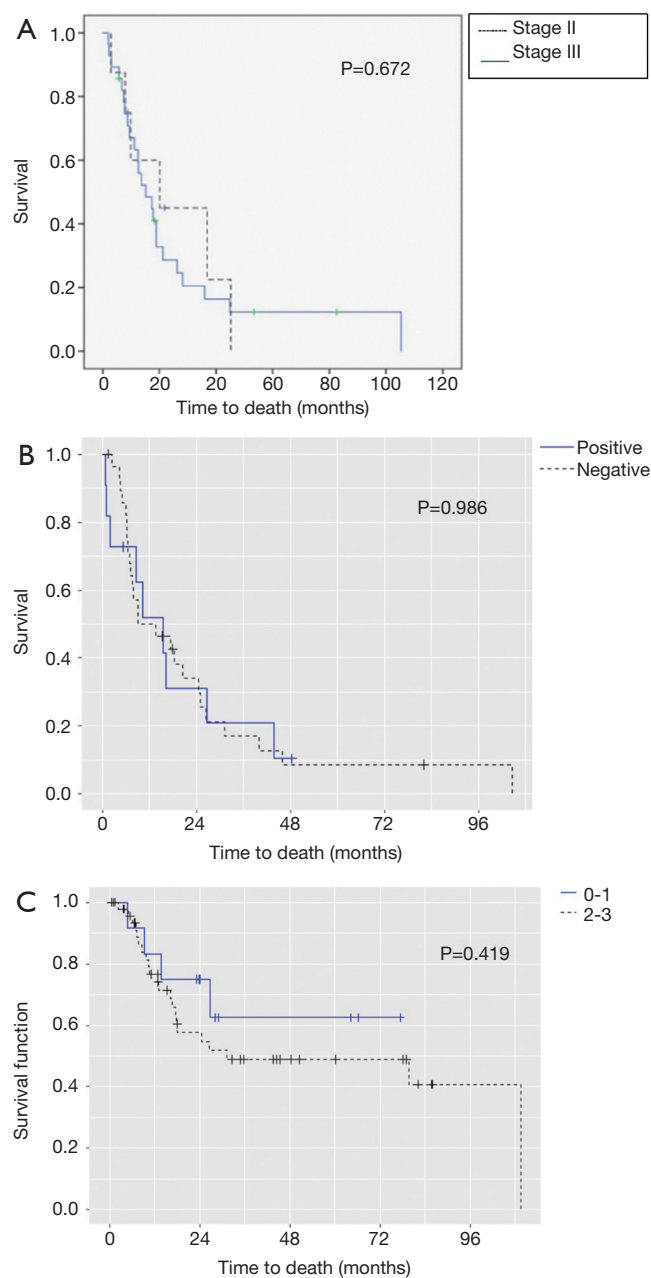 A
Stage II
Stage III
P=0.672
1.0
0.8
0.6
0.4
0.2
0.0
Survival
0 20 20 60 80 100 120
Time to death (months)
B
Positive
Negative
P=0.986
1.0
0.8
0.6
0.4
0.2
0.0
Survival
0 24 48 72 96
Time to death (months)
C
0-1
2-3
P=0.419
1.0
0.8
0.6
0.4
0.2
0.0
Survival function
0 24 48 72 96
Time to death (months)